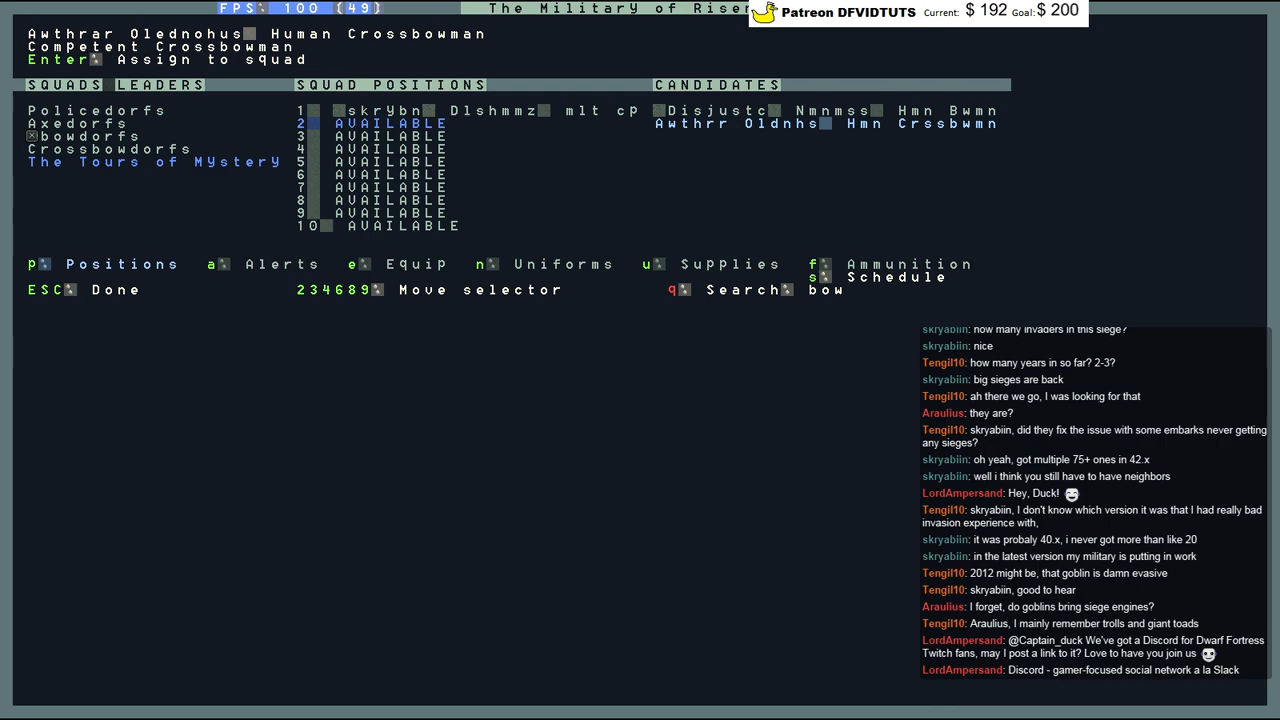 FPS: 100 (49)
The Military of Riser
Patreon DFVIDTUTS Current: $ 192 Goal: $ 200
Awthrar Olednohus Human Crossbowman
Competent Crossbowman
Enter: Assign to squad
SQUADS LEADERS SQUAD POSITIONS CANDIDATES
Policedorfs 1 skrybn Dlshmmz mlt cp Disjustc Nmnmss Hmn Bwmn
Axedorfs 2 AVAILABLE Awthrr Oldnhs Hmn Crssbwmn
Xbowdorfs 3 AVAILABLE
Crossbowdorfs 4 AVAILABLE
The Tours of Mystery 5 AVAILABLE
6 AVAILABLE
7 AVAILABLE
8 AVAILABLE
9 AVAILABLE
10 AVAILABLE
p: Positions a: Alerts e: Equip n: Uniforms u: Supplies f: Ammunition
s: Schedule
ESC: Done 234689: Move selector q: Search: bow
skryabiin: how many invaders in this siege?
skryabiin: nice
Tengil10: how many years in so far? 2-3?
skryabiin: big sieges are back
Tengil10: ah there we go, I was looking for that
Araulius: they are?
Tengil10: skryabiin, did they fix the issue with some embarks never getting
any sieges?
skryabiin: oh yeah, got multiple 75+ ones in 42.x
skryabiin: well i think you still have to have neighbors
LordAmpersand: Hey, Duck!
Tengil10: skryabiin, I don't know which version it was that I had really bad
invasion experience with,
skryabiin: it was probaly 40.x, i never got more than like 20
skryabiin: in the latest version my military is putting in work
Tengil10: 2012 might be, that goblin is damn evasive
Tengil10: skryabiin, good to hear
Araulius: I forget, do goblins bring siege engines?
Tengil10: Araulius, I mainly remember trolls and giant toads
LordAmpersand: @Captain_duck We've got a Discord for Dwarf Fortress
Twitch fans, may I post a link to it? Love to have you join us
LordAmpersand: Discord - gamer-focused social network a la Slack